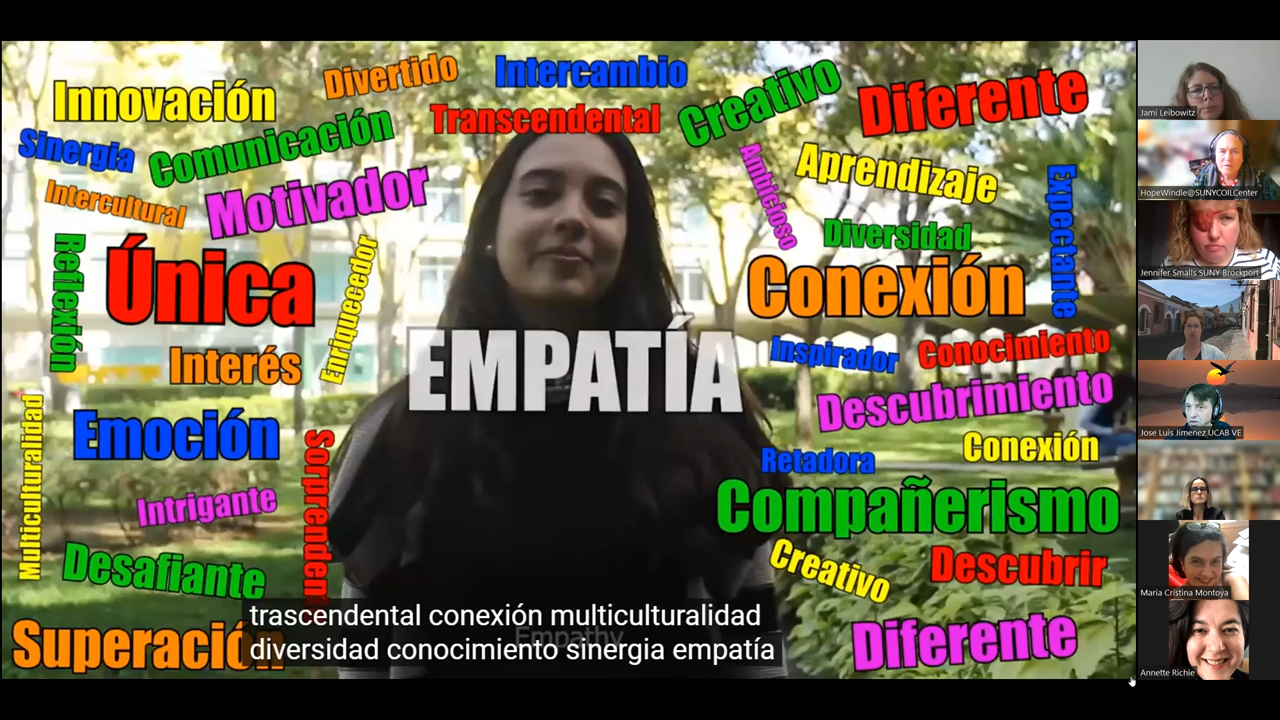 Innovación
Divertido
Intercambio
Creativo
Diferente
Sinergia
Comunicación
Transcendental
Intercultural
Motivador
Ambicioso
Aprendizaje
Expectante
Reflexión
Única
Enriquecedor
Diversidad
Conexión
Interés
EMPATÍA
Inspirador
Conocimiento
Descubrimiento
Multiculturalidad
Emoción
Sorprenden
Retadora
Conexión
Intrigante
Compañerismo
Desafiante
Creativo
Descubrir
Superación
Diferente
Empathy
trascendental conexión multiculturalidad
diversidad conocimiento sinergia empatía
Jami Leibowitz
HopeWindle@SUNYCOILCenter
Jennifer Smalls SUNY Brockport
Jose Luis Jimenez UCAB VE
Maria Cristina Montoya
Annette Richie